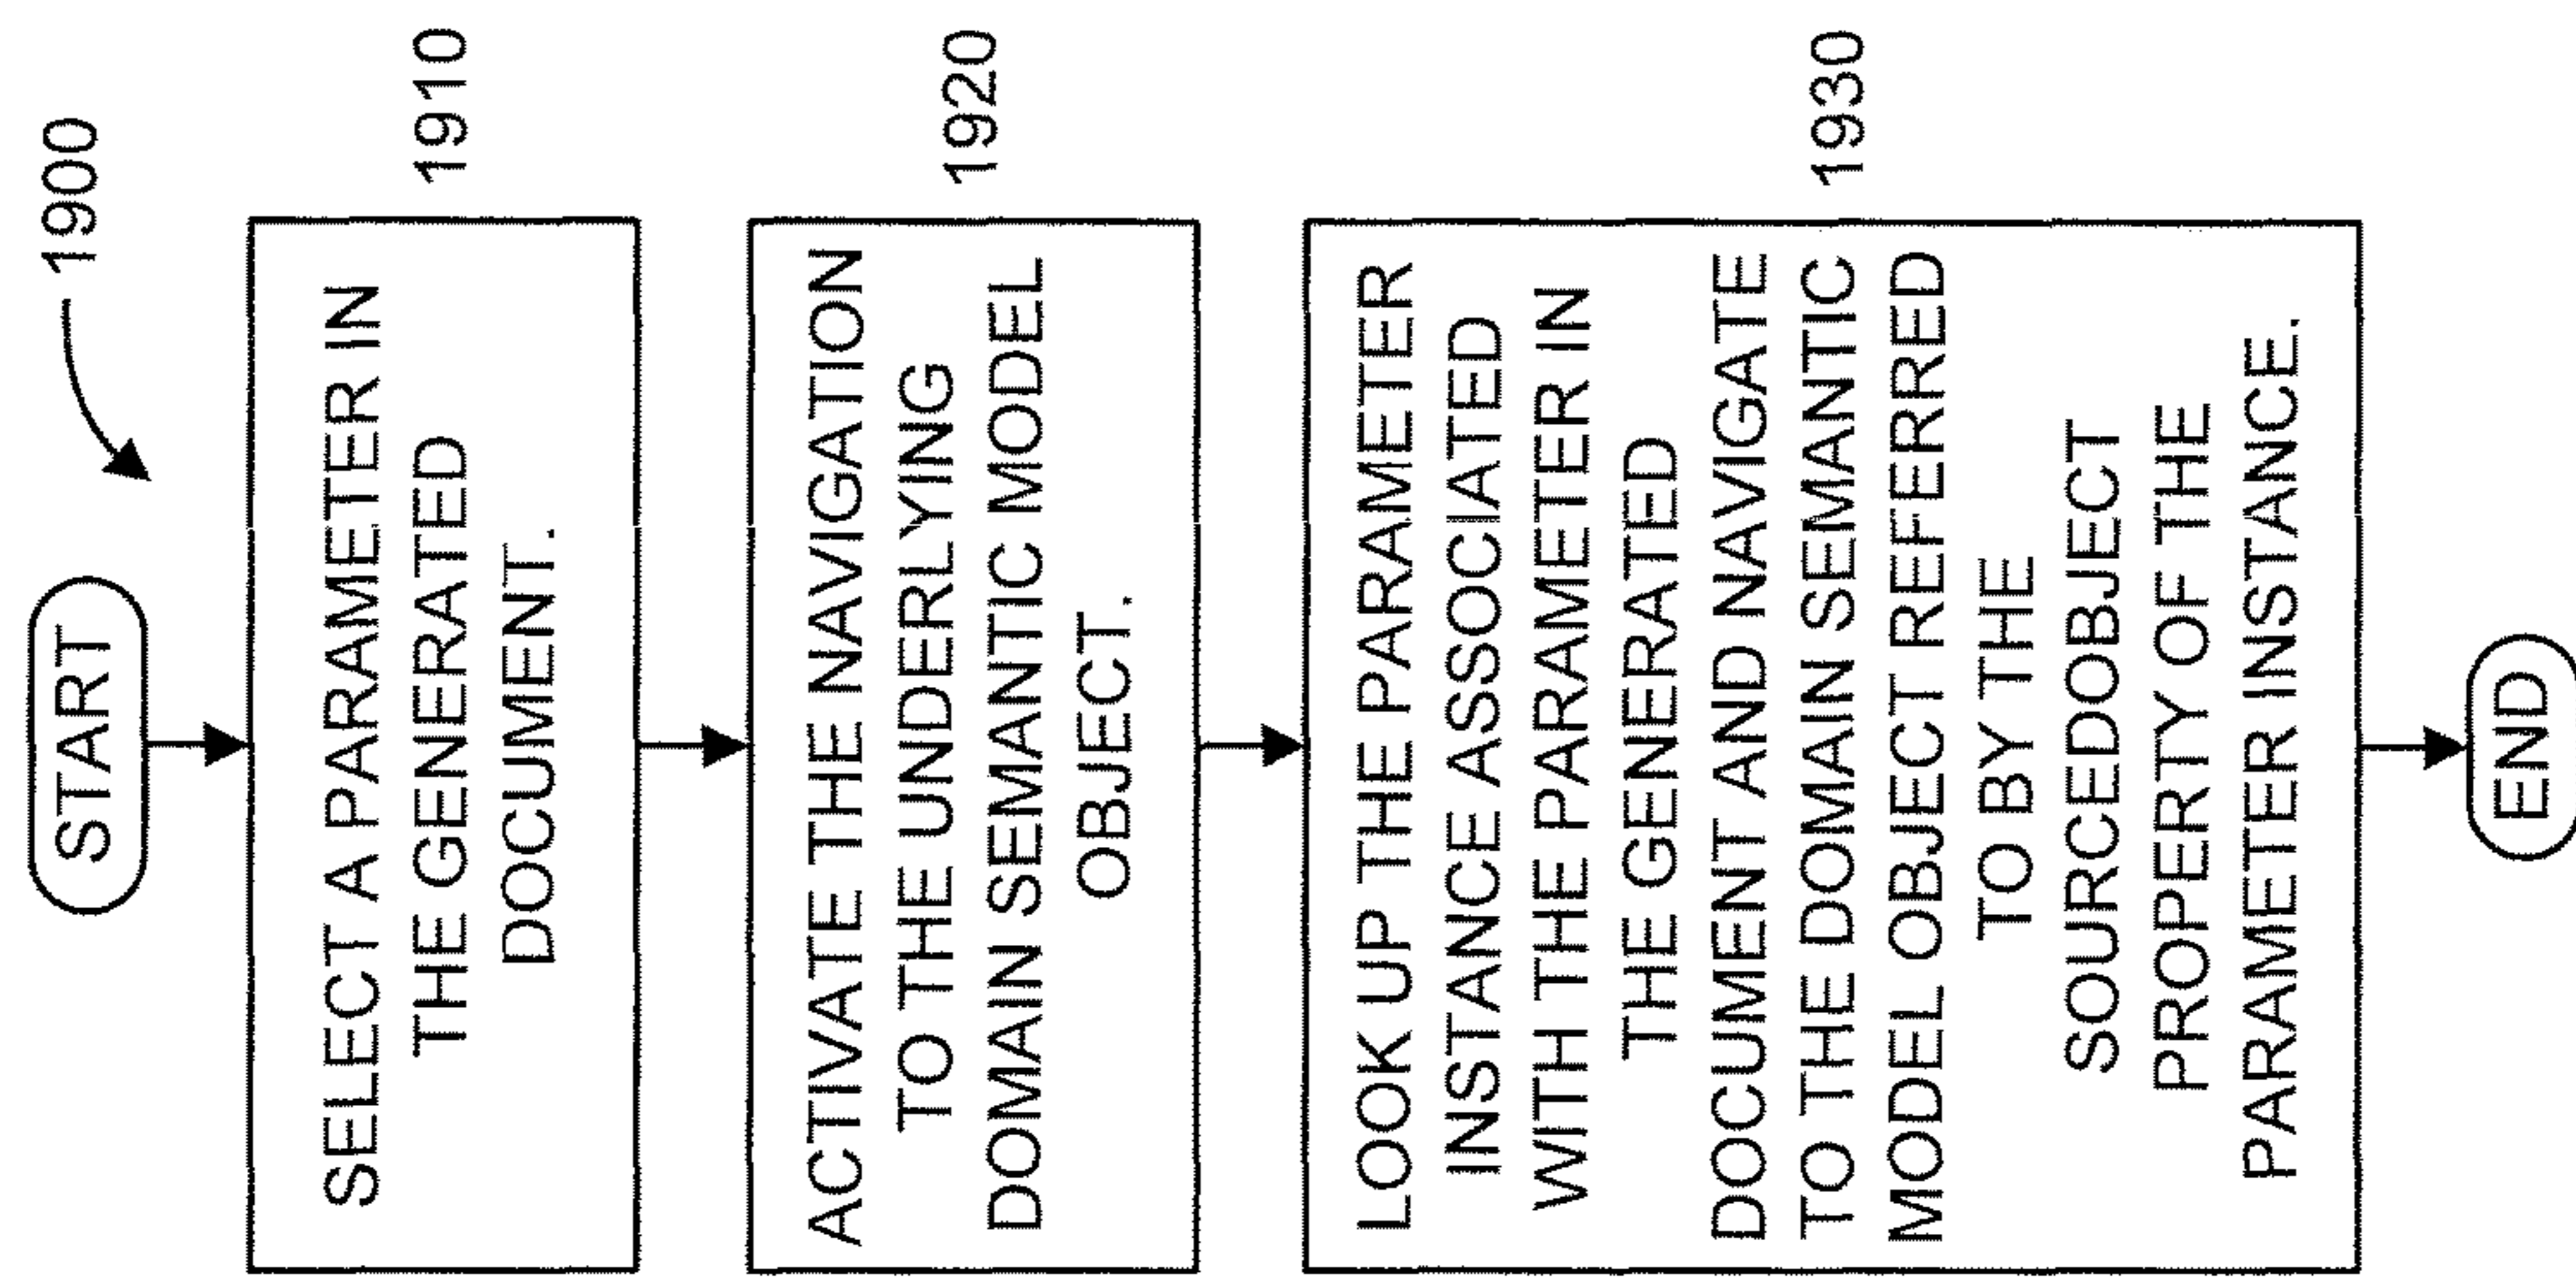 1900
START
SELECT A PARAMETER IN
THE GENERATED
DOCUMENT.
1910
ACTIVATE THE NAVIGATION
TO THE UNDERLYING
DOMAIN SEMANTIC MODEL
OBJECT.
1920
LOOK UP THE PARAMETER
INSTANCE ASSOCIATED
WITH THE PARAMETER IN
THE GENERATED
DOCUMENT AND NAVIGATE
TO THE DOMAIN SEMANTIC
MODEL OBJECT REFERRED
TO BY THE
SOURCEDOBJECT
PROPERTY OF THE
PARAMETER INSTANCE.
1930
END